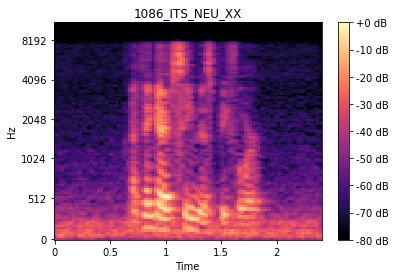 1086_ITS_NEU_XX
8192
4096
2048
1024
512
0
Hz
0
0.5
1
1.5
2
Time
+0 dB
-10 dB
-20 dB
-30 dB
-40 dB
-50 dB
-60 dB
-70 dB
-80 dB